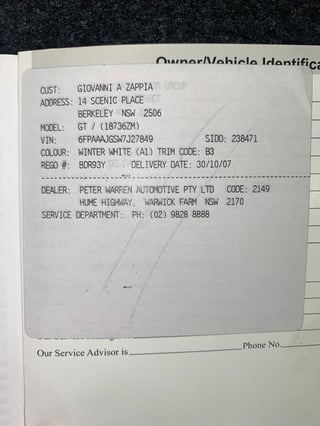 Owner/Vehicle Identifica
CUST: GIOVANNI A ZAPPIA
ADDRESS: 14 SCENIC PLACE
BERKELEY NSW 2506
MODEL: GT / (18736ZM)
VIN: 6FPAAAJGSW7J27849 SIDO: 238471
COLOUR: WINTER WHITE (A1) TRIM CODE: B3
REGO #: BDR93Y DELIVERY DATE: 30/10/07
DEALER: PETER WARREN AUTOMOTIVE PTY LTD CODE: 2149
HUME HIGHWAY, WARWICK FARM NSW 2170
SERVICE DEPARTMENT: PH: (02) 9828 8888
Our Service Advisor is
Phone No.